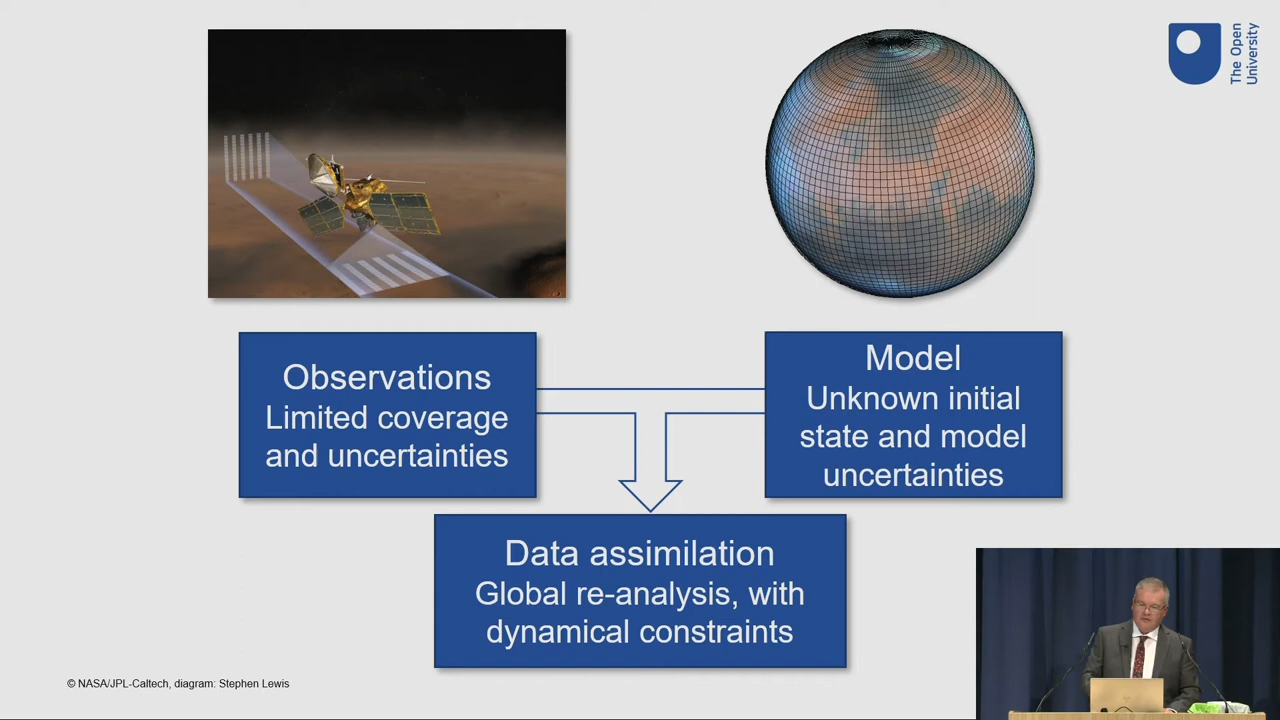 The Open
University
Observations
Limited coverage
and uncertainties
Model
Unknown initial
state and model
uncertainties
Data assimilation
Global re-analysis, with
dynamical constraints
© NASA/JPL-Caltech, diagram: Stephen Lewis